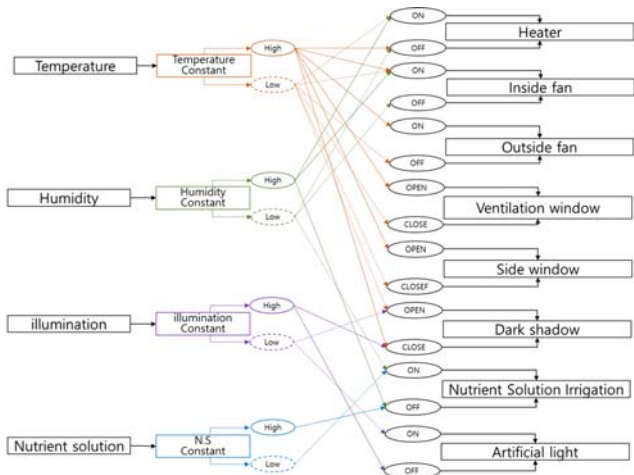 Temperature
Temperature
Constant
High
Low
Humidity
Humidity
Constant
High
Low
illumination
illumination
Constant
High
Low
Nutrient solution
N.S
Constant
High
Low
ON
OFF
Heater
ON
OFF
Inside fan
ON
OFF
Outside fan
OPEN
CLOSE
Ventilation window
OPEN
CLOSEF
Side window
OPEN
CLOSE
Dark shadow
ON
OFF
Nutrient Solution Irrigation
ON
OFF
Artificial light